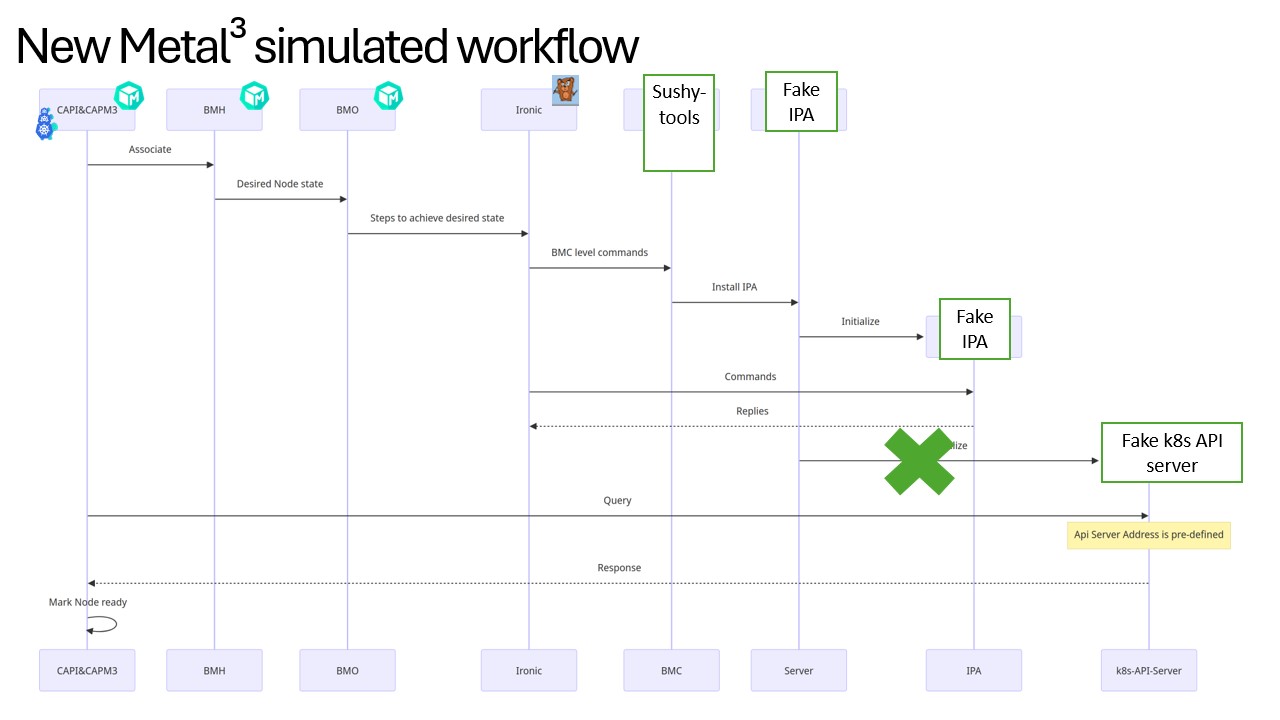 New Metal³ simulated workflow
CAPI&CAPM3
BMH
BMO
Ironic
Sushy-
tools
Fake
IPA
Associate
Desired Node state
Steps to achieve desired state
BMC level commands
Install IPA
Initialize
Fake
IPA
Commands
Replies
lize
Fake k8s API
server
Query
Api Server Address is pre-defined
Response
Mark Node ready
CAPI&CAPM3
BMH
BMO
Ironic
BMC
Server
IPA
k8s-API-Server